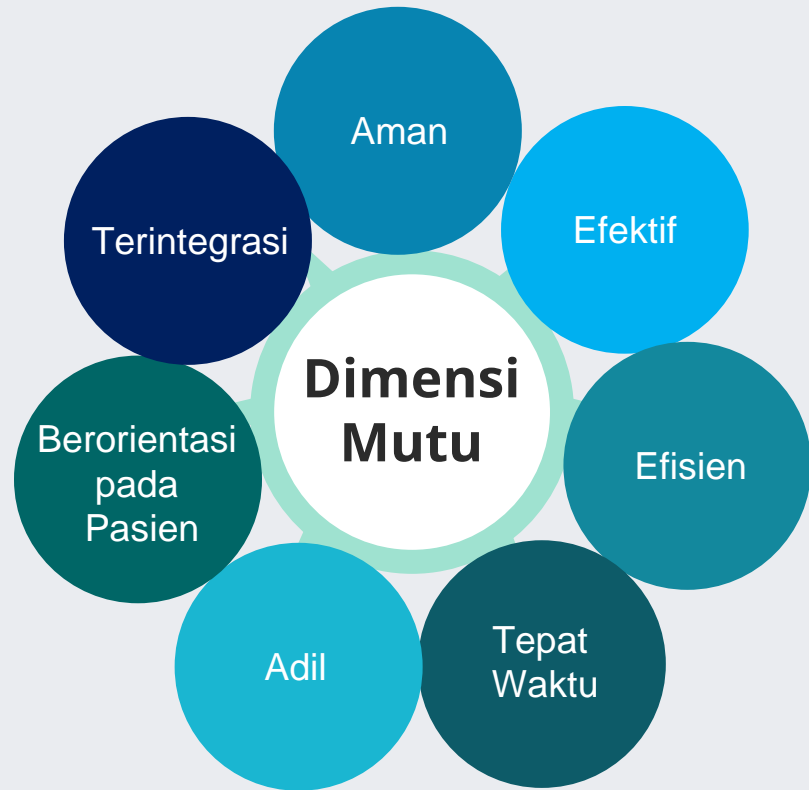 Dimensi
Mutu
Aman
Efektif
Efisien
Tepat
Waktu
Adil
Berorientasi
pada
Pasien
Terintegrasi